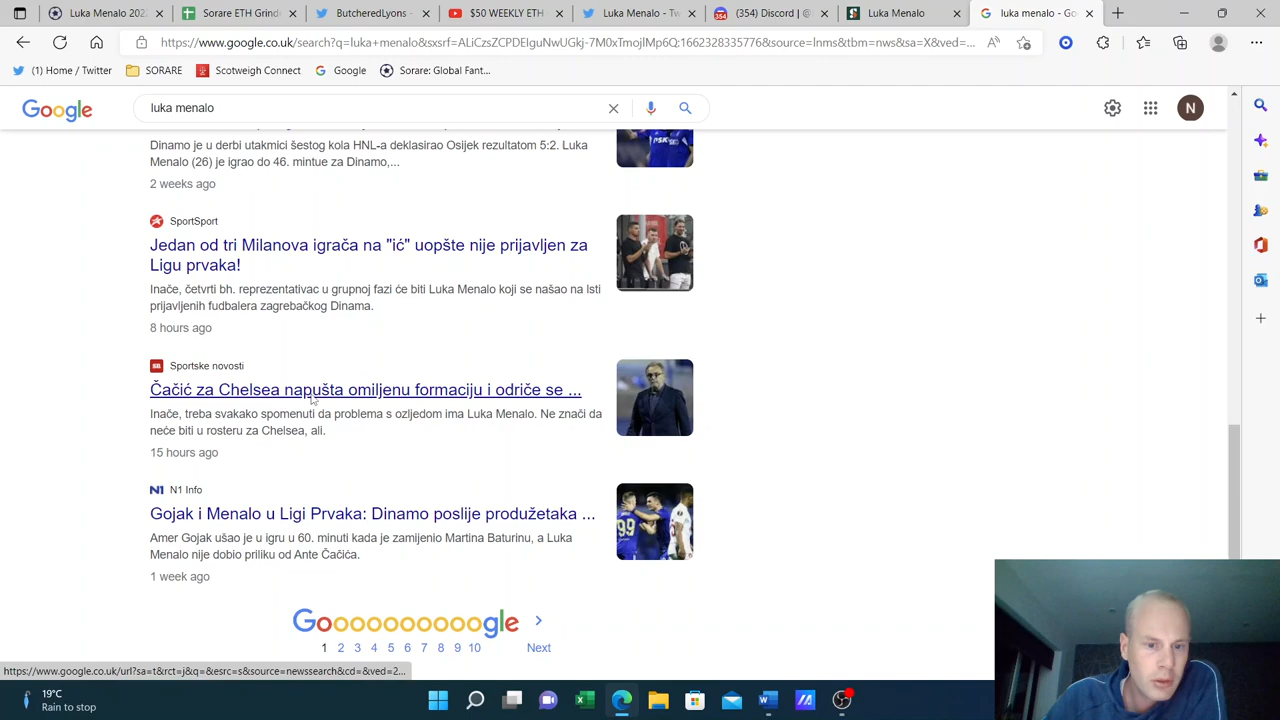 Luka Menalo 202
Sorare ETH Grind
ButcheredLyons -
$50 WEEKLY ETH
Luka Menalo - Tw
(354) Discord | @
Luka Menalo
luka menalo - Go
https://www.google.co.uk/search?q=luka+menalo&sxsrf=ALiCzsZCPDEIguNwUGkj-7M0xTmojIMp6Q:1662328335776&source=lnms&tbm=nws&sa=X&ved=...
(1) Home / Twitter
SORARE
Scotweigh Connect
Google
Sorare: Global Fant...
Google
luka menalo
N
Dinamo je u derbi utakmici šestog kola HNL-a deklasirao Osijek rezultatom 5:2. Luka
Menalo (26) je igrao do 46. mintue za Dinamo,...
2 weeks ago
SportSport
Jedan od tri Milanova igrača na "ić" uopšte nije prijavljen za
Ligu prvaka!
Inače, četvrti bh. reprezentativac u grupnoj fazi će biti Luka Menalo koji se našao na lsti
prijavljenih fudbalera zagrebačkog Dinama.
8 hours ago
Sportske novosti
Čačić za Chelsea napušta omiljenu formaciju i odriče se ...
Inače, treba svakako spomenuti da problema s ozljedom ima Luka Menalo. Ne znači da
neće biti u rosteru za Chelsea, ali.
15 hours ago
N1 Info
Gojak i Menalo u Ligi Prvaka: Dinamo poslije produžetaka ...
Amer Gojak ušao je u igru u 60. minuti kada je zamijenio Martina Baturinu, a Luka
Menalo nije dobio priliku od Ante Čačića.
1 week ago
Goooooooooogle
1 2 3 4 5 6 7 8 9 10 Next
https://www.google.co.uk/url?sa=t&rct=j&q=&esrc=s&source=newssearch&cd=&ved=2...
19°C
Rain to stop